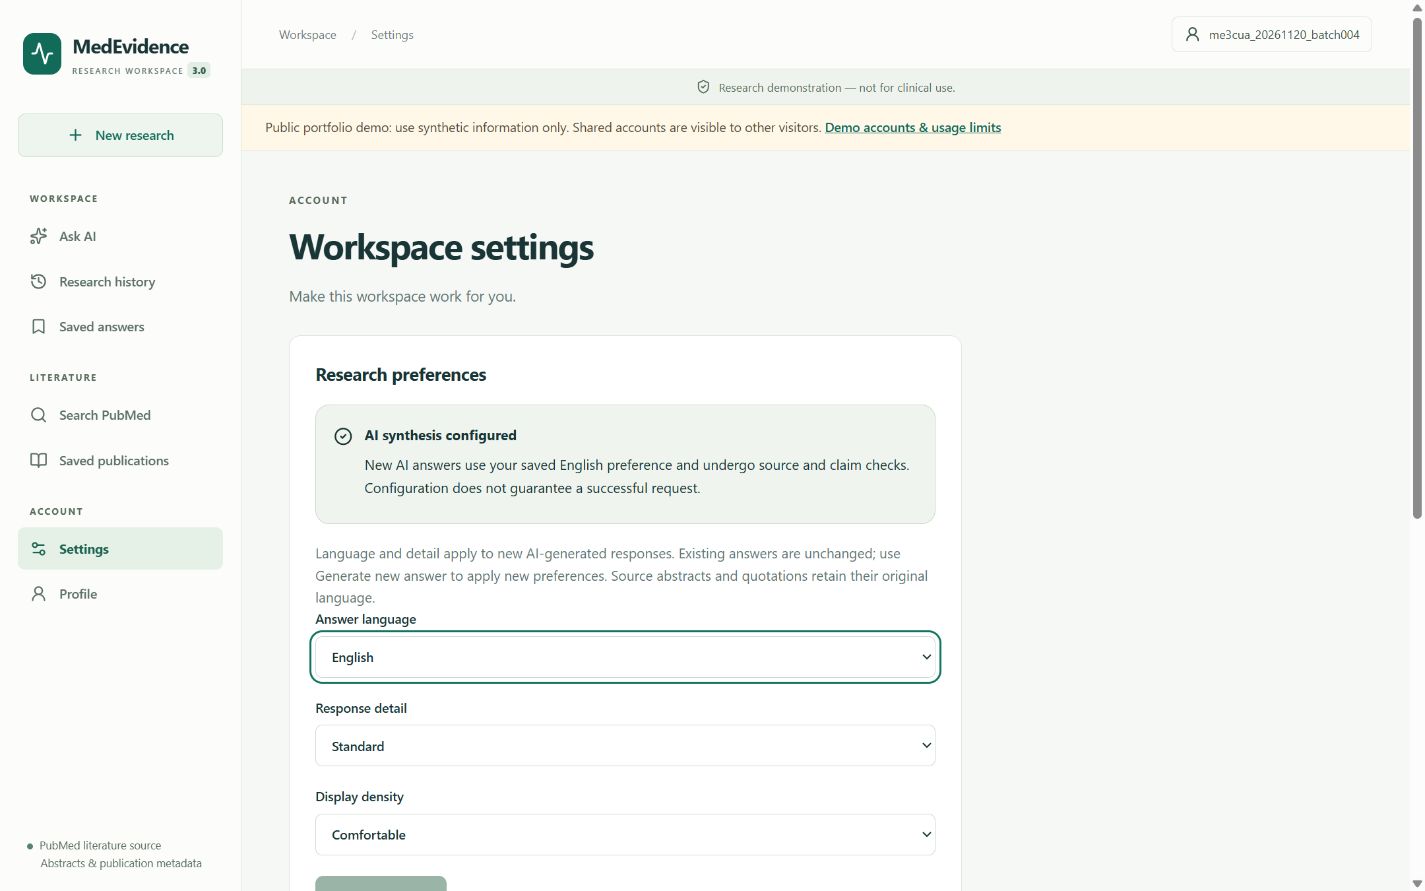 MedEvidence
RESEARCH WORKSPACE 3.0
New research
WORKSPACE
Ask AI
Research history
Saved answers
LITERATURE
Search PubMed
Saved publications
ACCOUNT
Settings
Profile
PubMed literature source
Abstracts & publication metadata
Workspace / Settings
me3cua_20261120_batch004
Research demonstration — not for clinical use.
Public portfolio demo: use synthetic information only. Shared accounts are visible to other visitors. Demo accounts & usage limits
ACCOUNT
Workspace settings
Make this workspace work for you.
Research preferences
AI synthesis configured
New AI answers use your saved English preference and undergo source and claim checks.
Configuration does not guarantee a successful request.
Language and detail apply to new AI-generated responses. Existing answers are unchanged; use
Generate new answer to apply new preferences. Source abstracts and quotations retain their original
language.
Answer language
English
Response detail
Standard
Display density
Comfortable